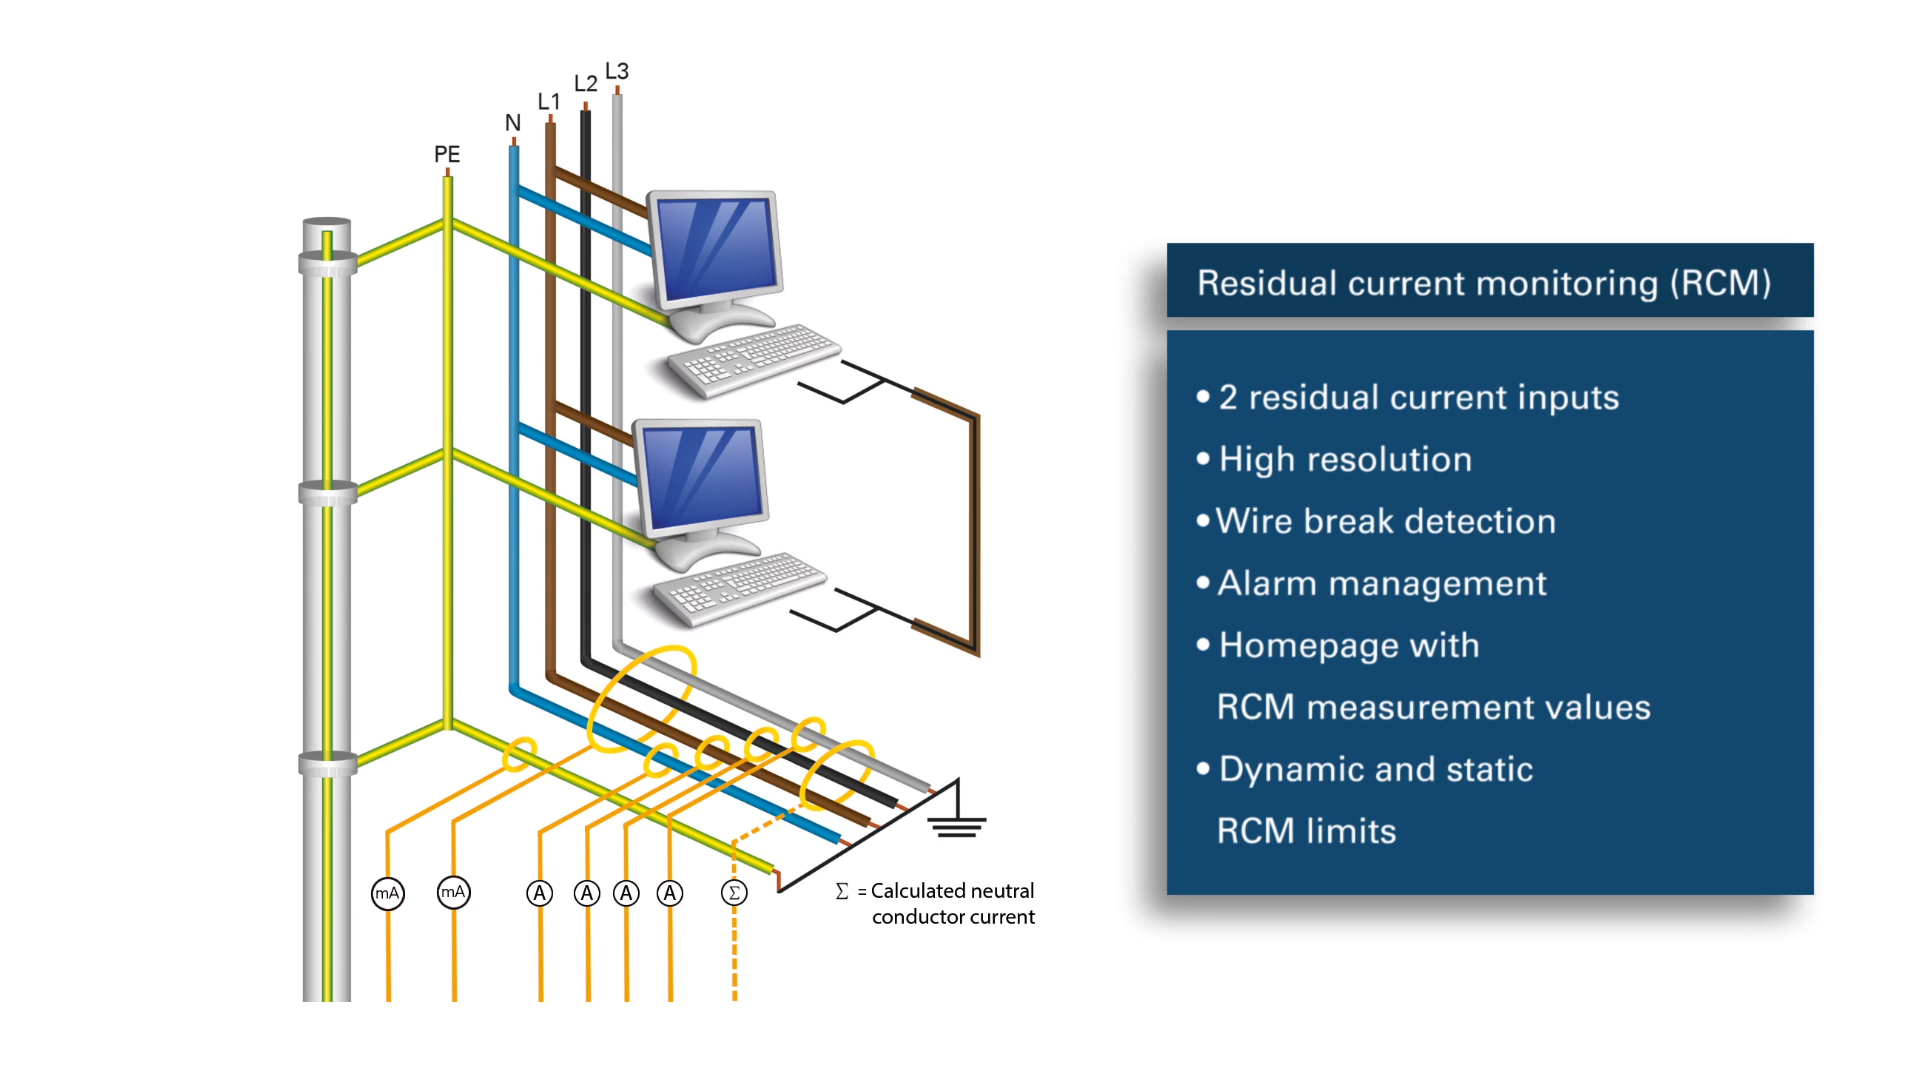 L3
L2
L1
N
PE
mA
mA
A
A
A
A
Σ
Σ = Calculated neutral
conductor current
Residual current monitoring (RCM)
• 2 residual current inputs
• High resolution
• Wire break detection
• Alarm management
• Homepage with
RCM measurement values
• Dynamic and static
RCM limits